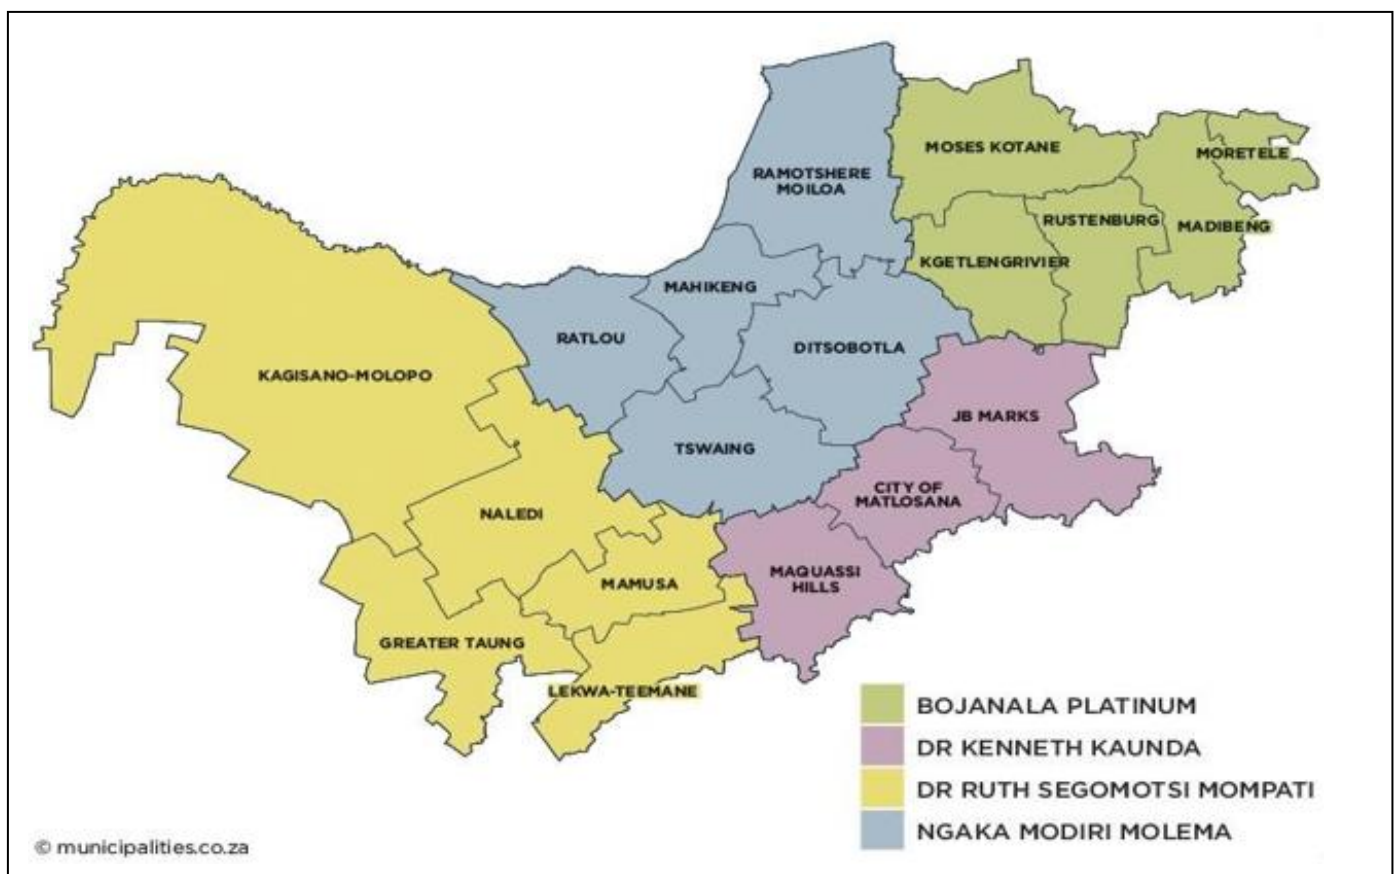 MOSES KOTANE
MORETELE
RAMOTSHERE
MOILOA
RUSTENBURG
MADIBENG
KGETLENGRIVIER
MAHIKENG
RATLOU
DITSOBOTLA
KAGISANO-MOLOPO
JB MARKS
TSWAING
CITY OF
MATLOSANA
NALEDI
MAQUASSI
HILLS
MAMUSA
GREATER TAUNG
LEKWA-TEEMANE
BOJANALA PLATINUM
DR KENNETH KAUNDA
DR RUTH SEGOMOTSI MOMPATI
NGAKA MODIRI MOLEMA
© municipalities.co.za